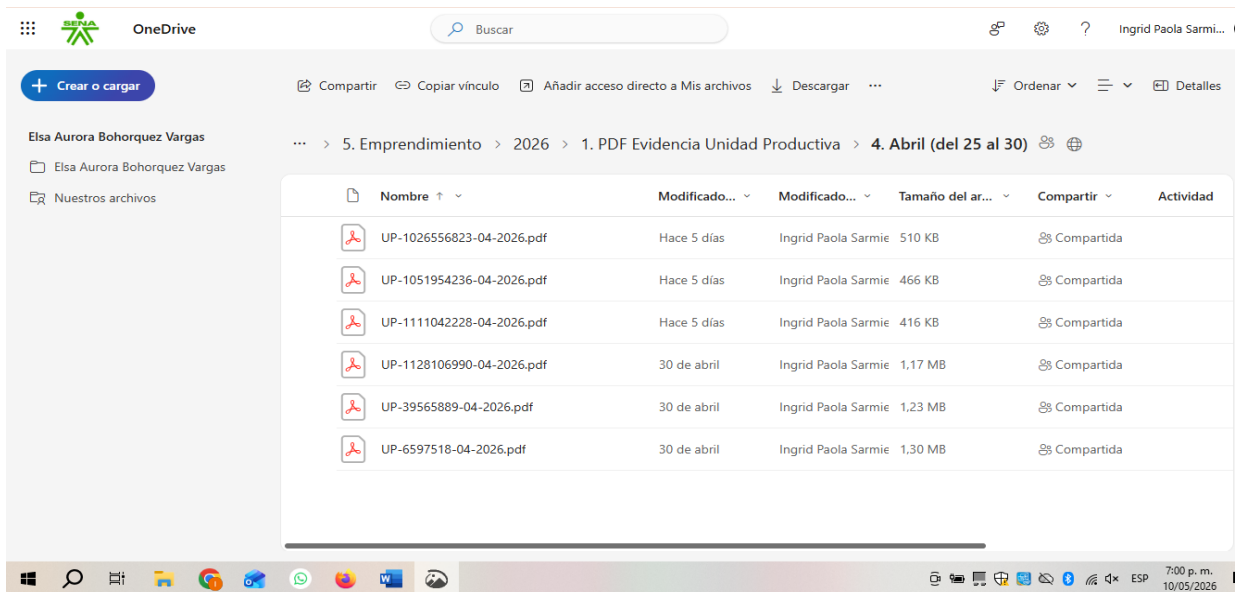 SENA
OneDrive
Buscar
?
Ingrid Paola Sarmi...
Crear o cargar
Compartir
Copiar vínculo
Añadir acceso directo a Mis archivos
Descargar
...
Ordenar
Detalles
Elsa Aurora Bohorquez Vargas
Elsa Aurora Bohorquez Vargas
Nuestros archivos
... > 5. Emprendimiento > 2026 > 1. PDF Evidencia Unidad Productiva > 4. Abril (del 25 al 30)
Nombre ↑ Modificado... Modificado... Tamaño del ar... Compartir Actividad
UP-1026556823-04-2026.pdf Hace 5 días Ingrid Paola Sarmie 510 KB Compartida
UP-1051954236-04-2026.pdf Hace 5 días Ingrid Paola Sarmie 466 KB Compartida
UP-1111042228-04-2026.pdf Hace 5 días Ingrid Paola Sarmie 416 KB Compartida
UP-1128106990-04-2026.pdf 30 de abril Ingrid Paola Sarmie 1,17 MB Compartida
UP-39565889-04-2026.pdf 30 de abril Ingrid Paola Sarmie 1,23 MB Compartida
UP-6597518-04-2026.pdf 30 de abril Ingrid Paola Sarmie 1,30 MB Compartida
ESP
7:00 p. m.
10/05/2026